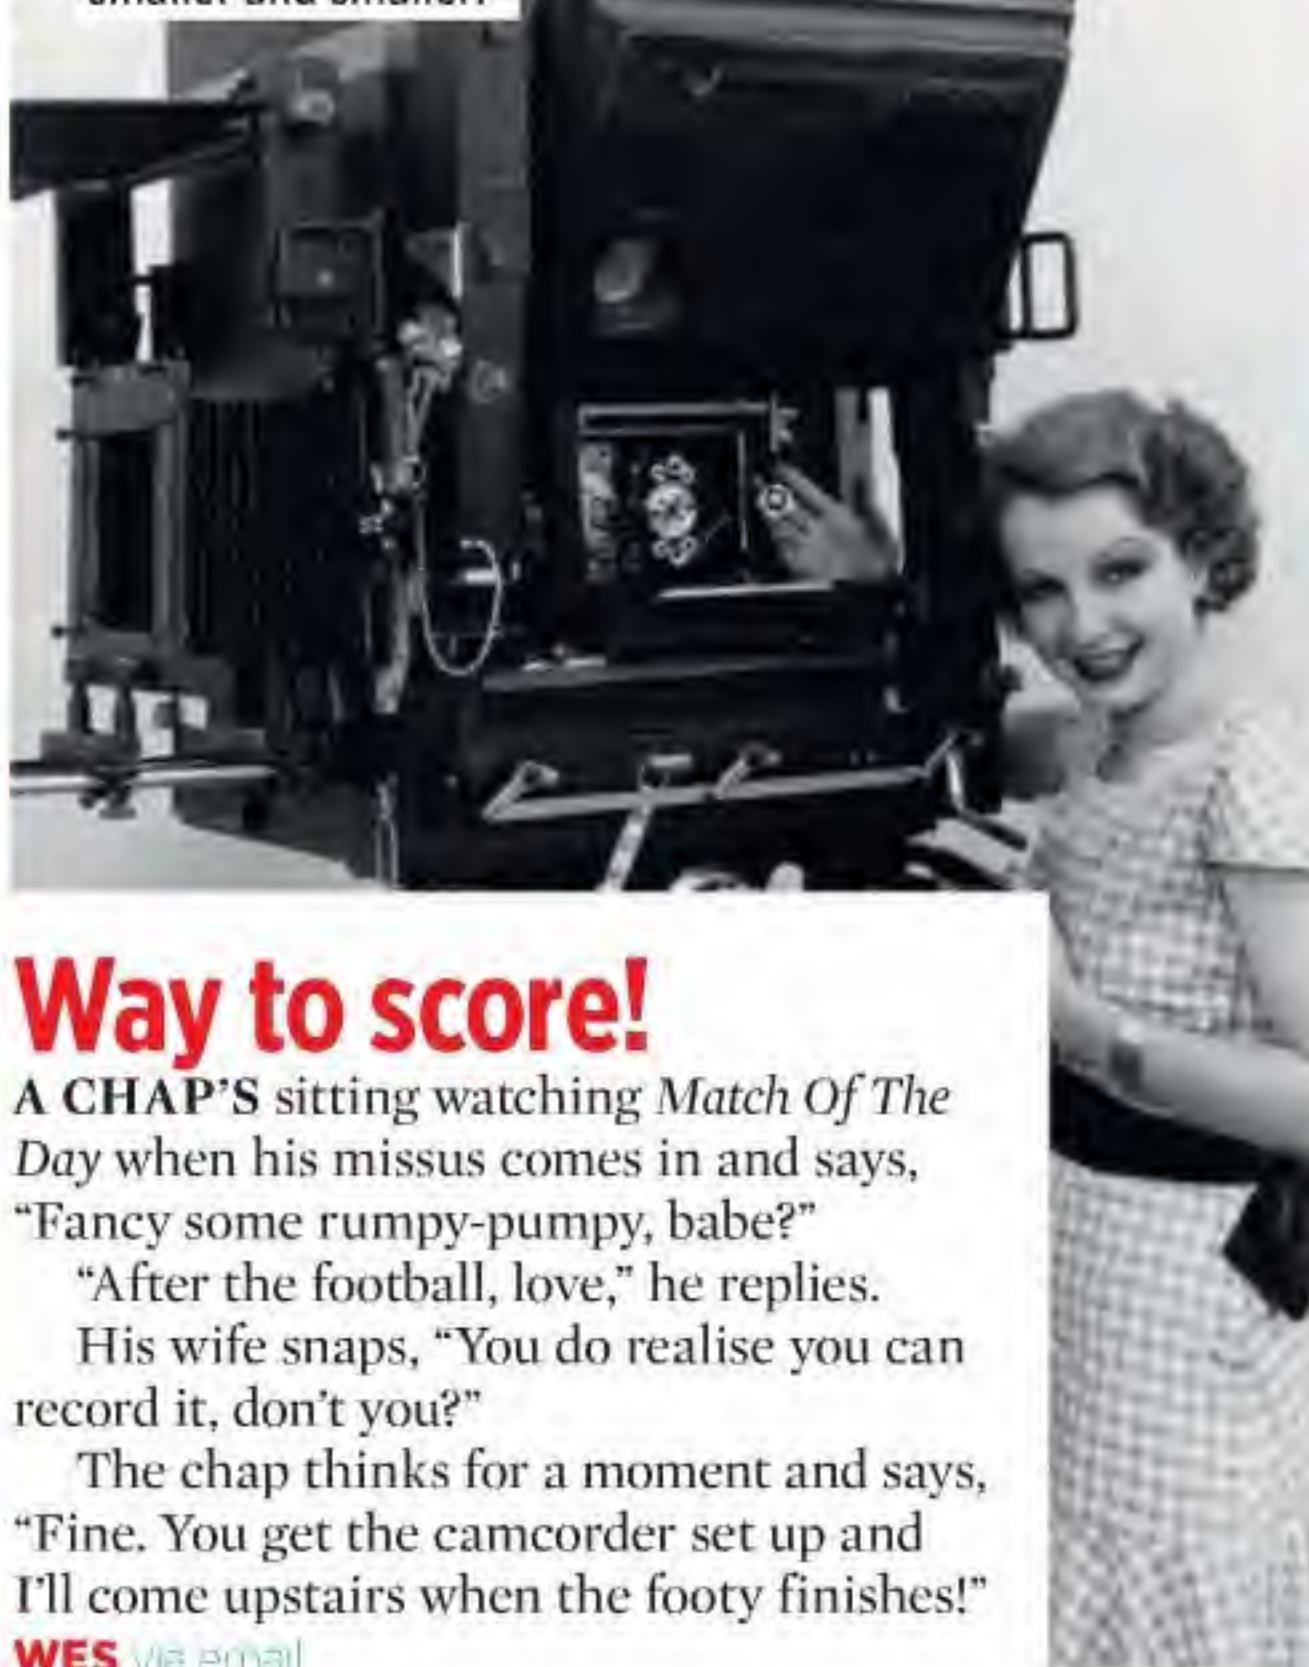 smaller and smaller!
Way to score!
A CHAP'S sitting watching Match Of The
Day when his missus comes in and says,
“Fancy some rumpy-pumpy, babe?”
“After the football, love,” he replies.
His wife snaps, “You do realise you can
record it, don't you?”
The chap thinks for a moment and says,
“Fine. You get the camcorder set up and
I'll come upstairs when the footy finishes!”
WES via email